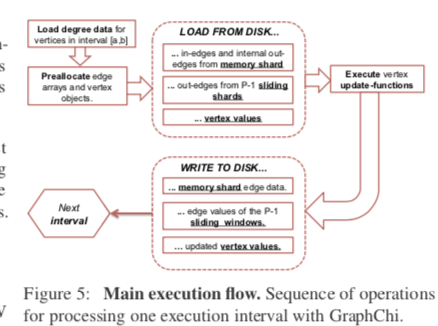 Load degree data for
vertices in interval [a,b]
Preallocate edge
arrays and vertex
objects.
LOAD FROM DISK...
... in-edges and internal out-
edges from memory shard
... out-edges from P-1 sliding
shards
... vertex values
Execute vertex
update-functions
WRITE TO DISK...
... memory shard edge data.
... edge values of the P-1
sliding windows.
... updated vertex values.
Next
interval
Figure 5: Main execution flow. Sequence of operations
for processing one execution interval with GraphChi.